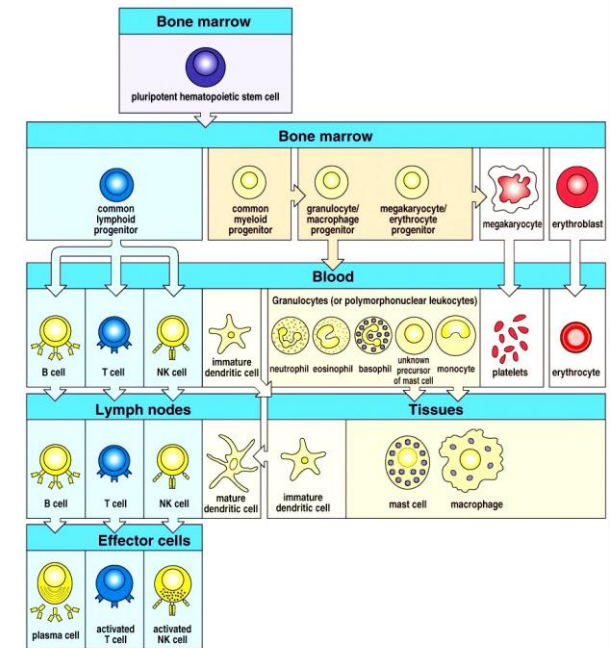 Bone marrow
pluripotent hematopoietic stem cell
Bone marrow
common
lymphoid
progenitor
common
myeloid
progenitor
granulocyte/
macrophage
progenitor
megakaryocyte/
erythrocyte
progenitor
megakaryocyte
erythroblast
Blood
B cell
T cell
NK cell
immature
dendritic cell
Granulocytes (or polymorphonuclear leukocytes)
neutrophil
eosinophil
basophil
unknown
precursor
of mast cell
monocyte
platelets
erythrocyte
Lymph nodes
Tissues
B cell
T cell
NK cell
mature
dendritic cell
immature
dendritic cell
mast cell
macrophage
Effector cells
plasma cell
activated
T cell
activated
NK cell